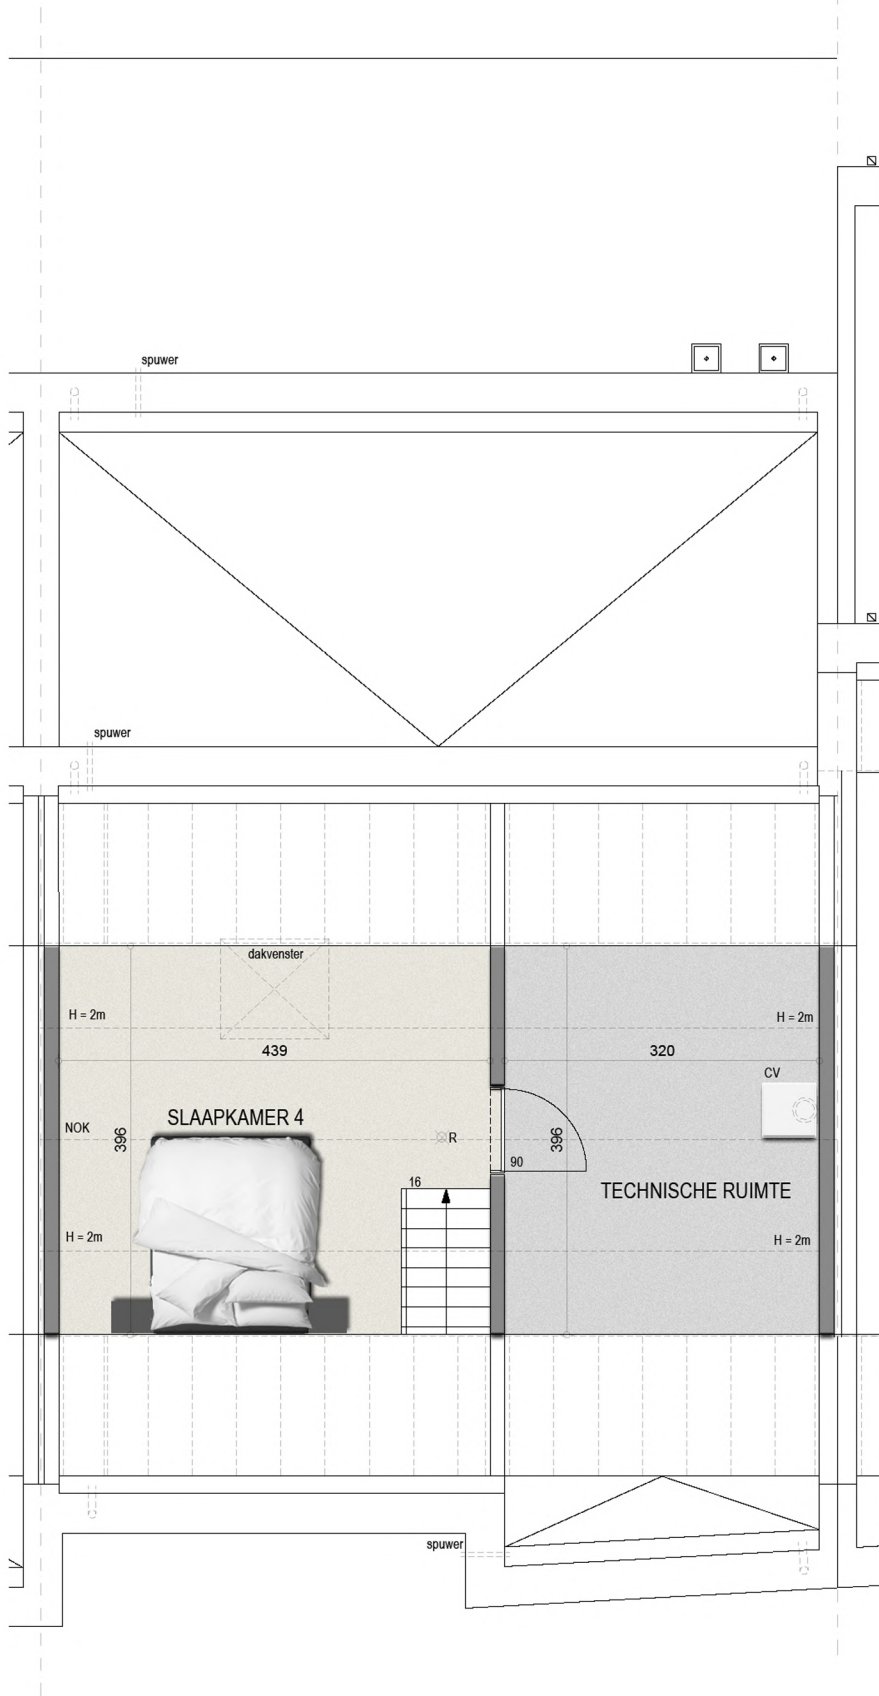 spuwer
spuwer
dakvenster
H = 2m
H = 2m
439
320
CV
SLAAPKAMER 4
NOK
396
R
396
90
16
TECHNISCHE RUIMTE
H = 2m
H = 2m
spuwer